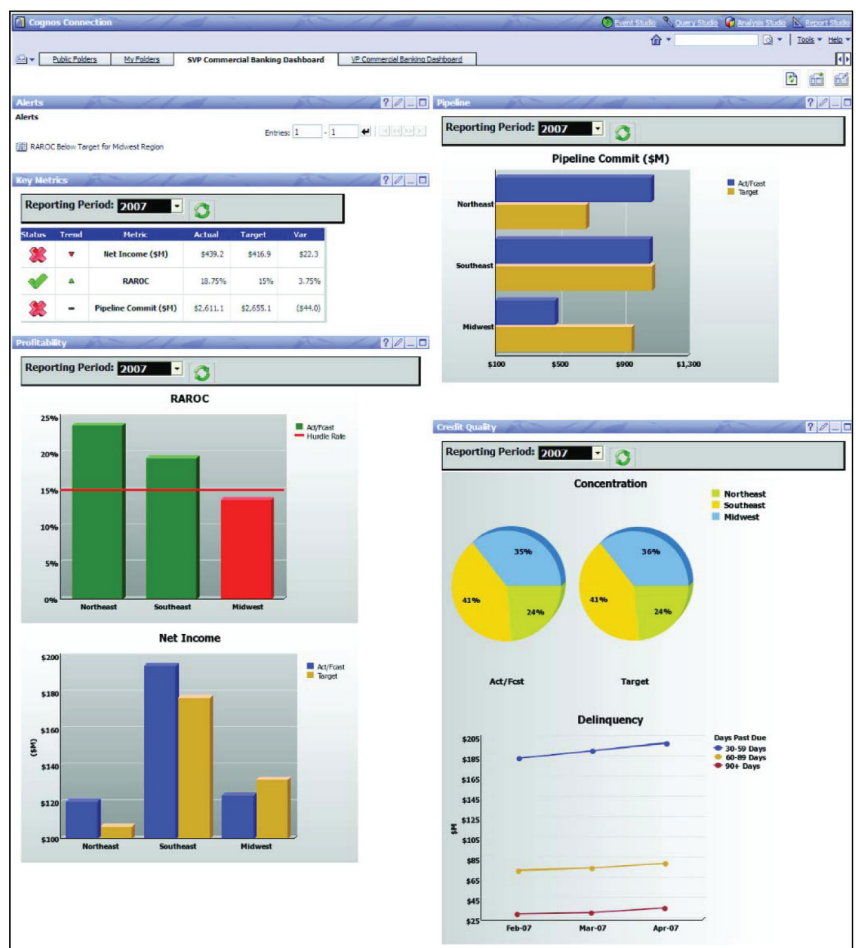 Cognos Connection
Event Studio Query Studio Analysis Studio Report Studio
Tools Help
Public Folders My Folders SVP Commercial Banking Dashboard VP Commercial Banking Dashboard
Alerts
Alerts
Entries: 1 - 1
RAROC Below Target for Midwest Region
Key Metrics
Reporting Period: 2007
Status Trend Metric Actual Target Var
Net Income ($M) $439.2 $416.9 $22.3
RAROC 18.75% 15% 3.75%
Pipeline Commit ($M) $2,611.1 $2,655.1 ($44.0)
Profitability
Reporting Period: 2007
RAROC
25%
20%
15%
10%
5%
0%
Northeast Southeast Midwest
Act/Fcast
Hurdle Rate
Net Income
$200
$180
$160
$140
$120
$100
($M)
Northeast Southeast Midwest
Act/Fcast
Target
Pipeline
Reporting Period: 2007
Pipeline Commit ($M)
Northeast
Southeast
Midwest
$100 $500 $900 $1,300
Act/Fcast
Target
Credit Quality
Reporting Period: 2007
Concentration
Northeast
Southeast
Midwest
35%
41%
24%
36%
41%
24%
Act/Fcst Target
Delinquency
$205
$185
$165
$145
$125
$105
$85
$65
$45
$25
$M
Feb-07 Mar-07 Apr-07
Days Past Due
30-59 Days
60-89 Days
90+ Days